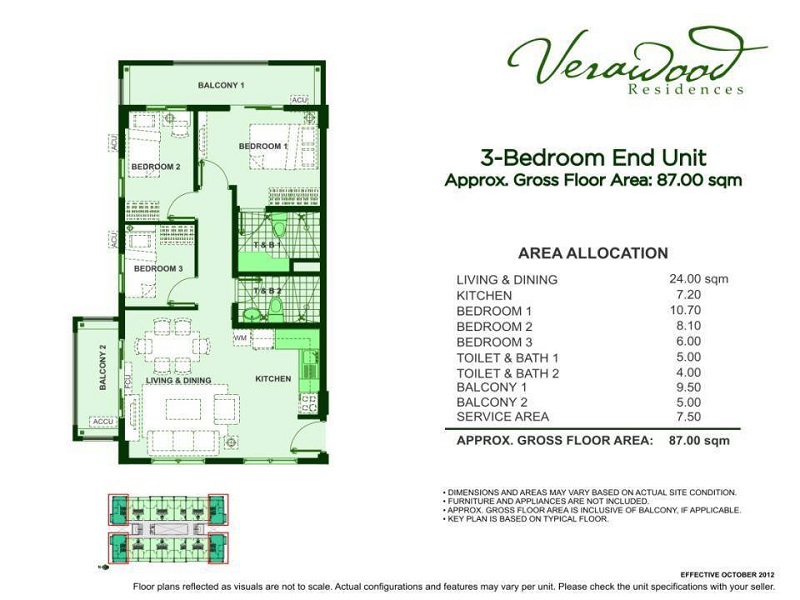 Verawood
Residences
3-Bedroom End Unit
Approx. Gross Floor Area: 87.00 sqm
BALCONY 1
ACU
ACU
BEDROOM 2
BEDROOM 1
ACU
T & B 1
BEDROOM 3
T & B 2
WM
BALCONY 2
FCU
LIVING & DINING
KITCHEN
ACCU
AREA ALLOCATION
LIVING & DINING 24.00 sqm
KITCHEN 7.20
BEDROOM 1 10.70
BEDROOM 2 8.10
BEDROOM 3 6.00
TOILET & BATH 1 5.00
TOILET & BATH 2 4.00
BALCONY 1 9.50
BALCONY 2 5.00
SERVICE AREA 7.50
APPROX. GROSS FLOOR AREA: 87.00 sqm
• DIMENSIONS AND AREAS MAY VARY BASED ON ACTUAL SITE CONDITION.
• FURNITURE AND APPLIANCES ARE NOT INCLUDED.
• APPROX. GROSS FLOOR AREA IS INCLUSIVE OF BALCONY, IF APPLICABLE.
• KEY PLAN IS BASED ON TYPICAL FLOOR.
EFFECTIVE OCTOBER 2012
Floor plans reflected as visuals are not to scale. Actual configurations and features may vary per unit. Please check the unit specifications with your seller.